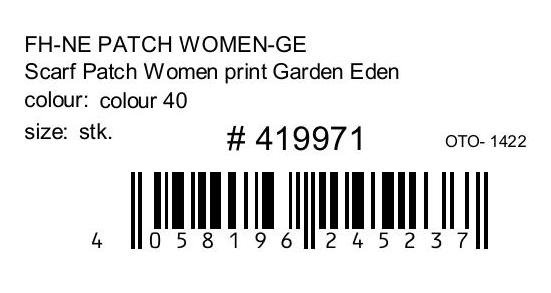 FH-NE PATCH WOMEN-GE
Scarf Patch Women print Garden Eden
colour: colour 40
size: stk.
# 419971
OTO- 1422
4 058196 245237